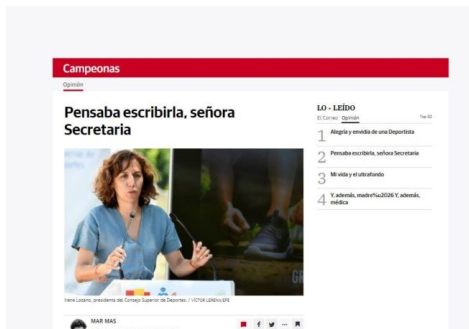 Campeonas
Opinión
Pensaba escribirla, señora
Secretaria
Irene Lozano, presidenta del Consejo Superior de Deportes. / VÍCTOR LERENA/EFE
MAR MAS
LO + LEÍDO
El Correo Opinión Top 50
1 Alegría y envidia de una Deportista
2 Pensaba escribirla, señora Secretaria
3 Mi vida y el ultrafondo
4 Y, además, madre%u2026 Y, además,
médica